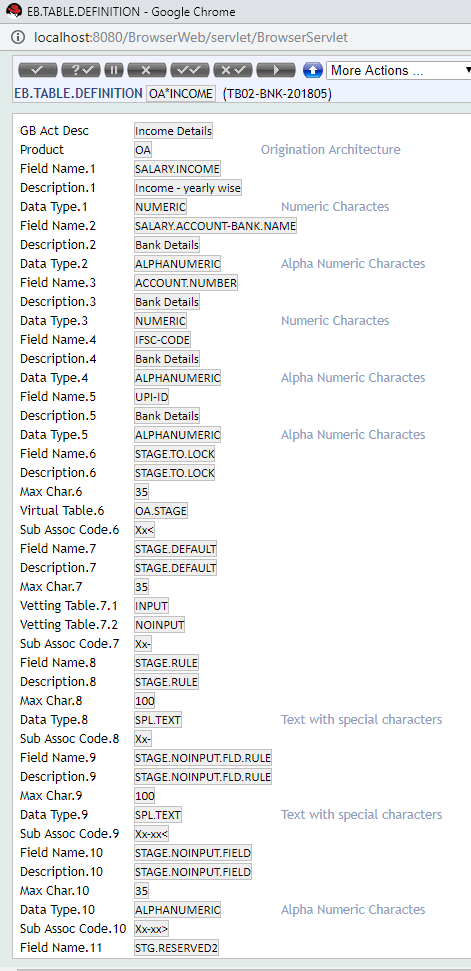 EB.TABLE.DEFINITION - Google Chrome
localhost:8080/BrowserWeb/servlet/BrowserServlet
More Actions ...
EB.TABLE.DEFINITION OA*INCOME (TB02-BNK-201805)
GB Act Desc Income Details
Product OA Origination Architecture
Field Name.1 SALARY.INCOME
Description.1 Income - yearly wise
Data Type.1 NUMERIC Numeric Charactes
Field Name.2 SALARY.ACCOUNT-BANK.NAME
Description.2 Bank Details
Data Type.2 ALPHANUMERIC Alpha Numeric Charactes
Field Name.3 ACCOUNT.NUMBER
Description.3 Bank Details
Data Type.3 NUMERIC Numeric Charactes
Field Name.4 IFSC-CODE
Description.4 Bank Details
Data Type.4 ALPHANUMERIC Alpha Numeric Charactes
Field Name.5 UPI-ID
Description.5 Bank Details
Data Type.5 ALPHANUMERIC Alpha Numeric Charactes
Field Name.6 STAGE.TO.LOCK
Description.6 STAGE.TO.LOCK
Max Char.6 35
Virtual Table.6 OA.STAGE
Sub Assoc Code.6 Xx<
Field Name.7 STAGE.DEFAULT
Description.7 STAGE.DEFAULT
Max Char.7 35
Vetting Table.7.1 INPUT
Vetting Table.7.2 NOINPUT
Sub Assoc Code.7 Xx-
Field Name.8 STAGE.RULE
Description.8 STAGE.RULE
Max Char.8 100
Data Type.8 SPL.TEXT Text with special characters
Sub Assoc Code.8 Xx-
Field Name.9 STAGE.NOINPUT.FLD.RULE
Description.9 STAGE.NOINPUT.FLD.RULE
Max Char.9 100
Data Type.9 SPL.TEXT Text with special characters
Sub Assoc Code.9 Xx-xx<
Field Name.10 STAGE.NOINPUT.FIELD
Description.10 STAGE.NOINPUT.FIELD
Max Char.10 35
Data Type.10 ALPHANUMERIC Alpha Numeric Charactes
Sub Assoc Code.10 Xx-xx>
Field Name.11 STG.RESERVED2